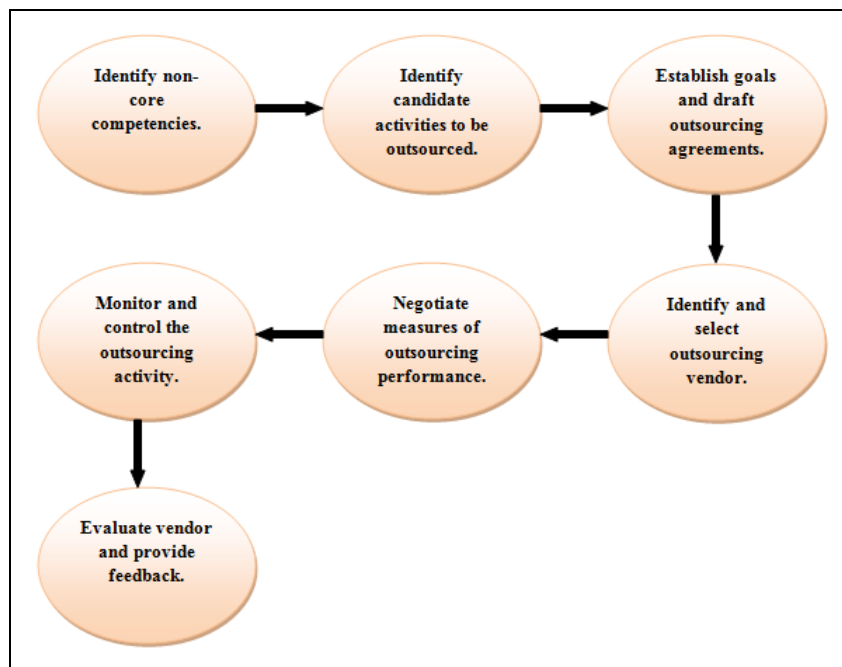 Identify non-
core
competencies.
Identify
candidate
activities to be
outsourced.
Establish goals
and draft
outsourcing
agreements.
Identify and
select
outsourcing
vendor.
Negotiate
measures of
outsourcing
performance.
Monitor and
control the
outsourcing
activity.
Evaluate vendor
and provide
feedback.